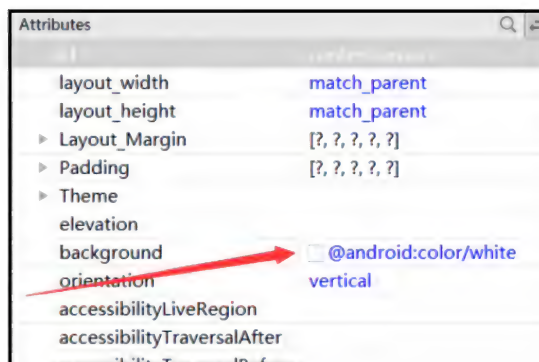 Attributes
layout_width match_parent
layout_height match_parent
Layout_Margin [?, ?, ?, ?, ?]
Padding [?, ?, ?, ?, ?]
Theme
elevation
background @android:color/white
orientation vertical
accessibilityLiveRegion
accessibilityTraversalAfter